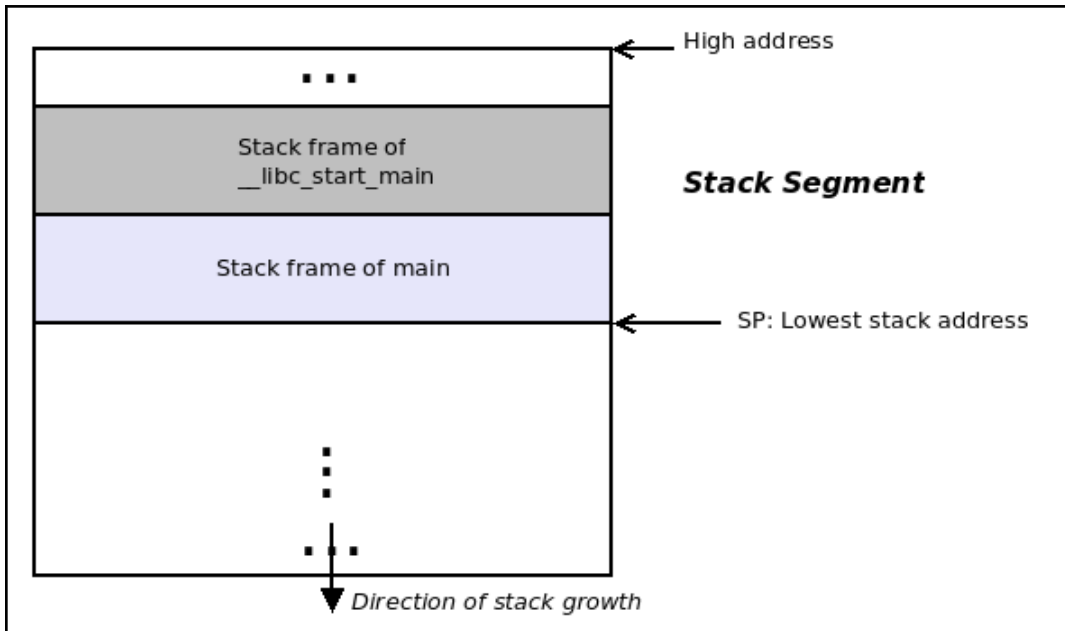 High address
...
Stack frame of
__libc_start_main
Stack Segment
Stack frame of main
SP: Lowest stack address
...
Direction of stack growth